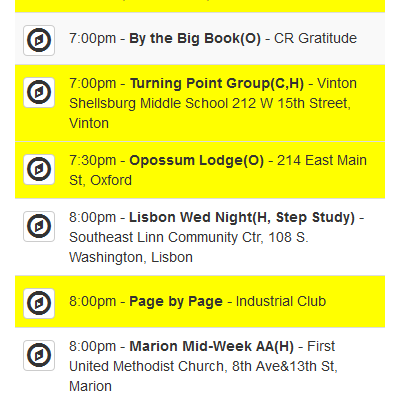 7:00pm - By the Big Book(O) - CR Gratitude
7:00pm - Turning Point Group(C,H) - Vinton
Shellsburg Middle School 212 W 15th Street,
Vinton
7:30pm - Opossum Lodge(O) - 214 East Main
St, Oxford
8:00pm - Lisbon Wed Night(H, Step Study) -
Southeast Linn Community Ctr, 108 S.
Washington, Lisbon
8:00pm - Page by Page - Industrial Club
8:00pm - Marion Mid-Week AA(H) - First
United Methodist Church, 8th Ave&13th St,
Marion